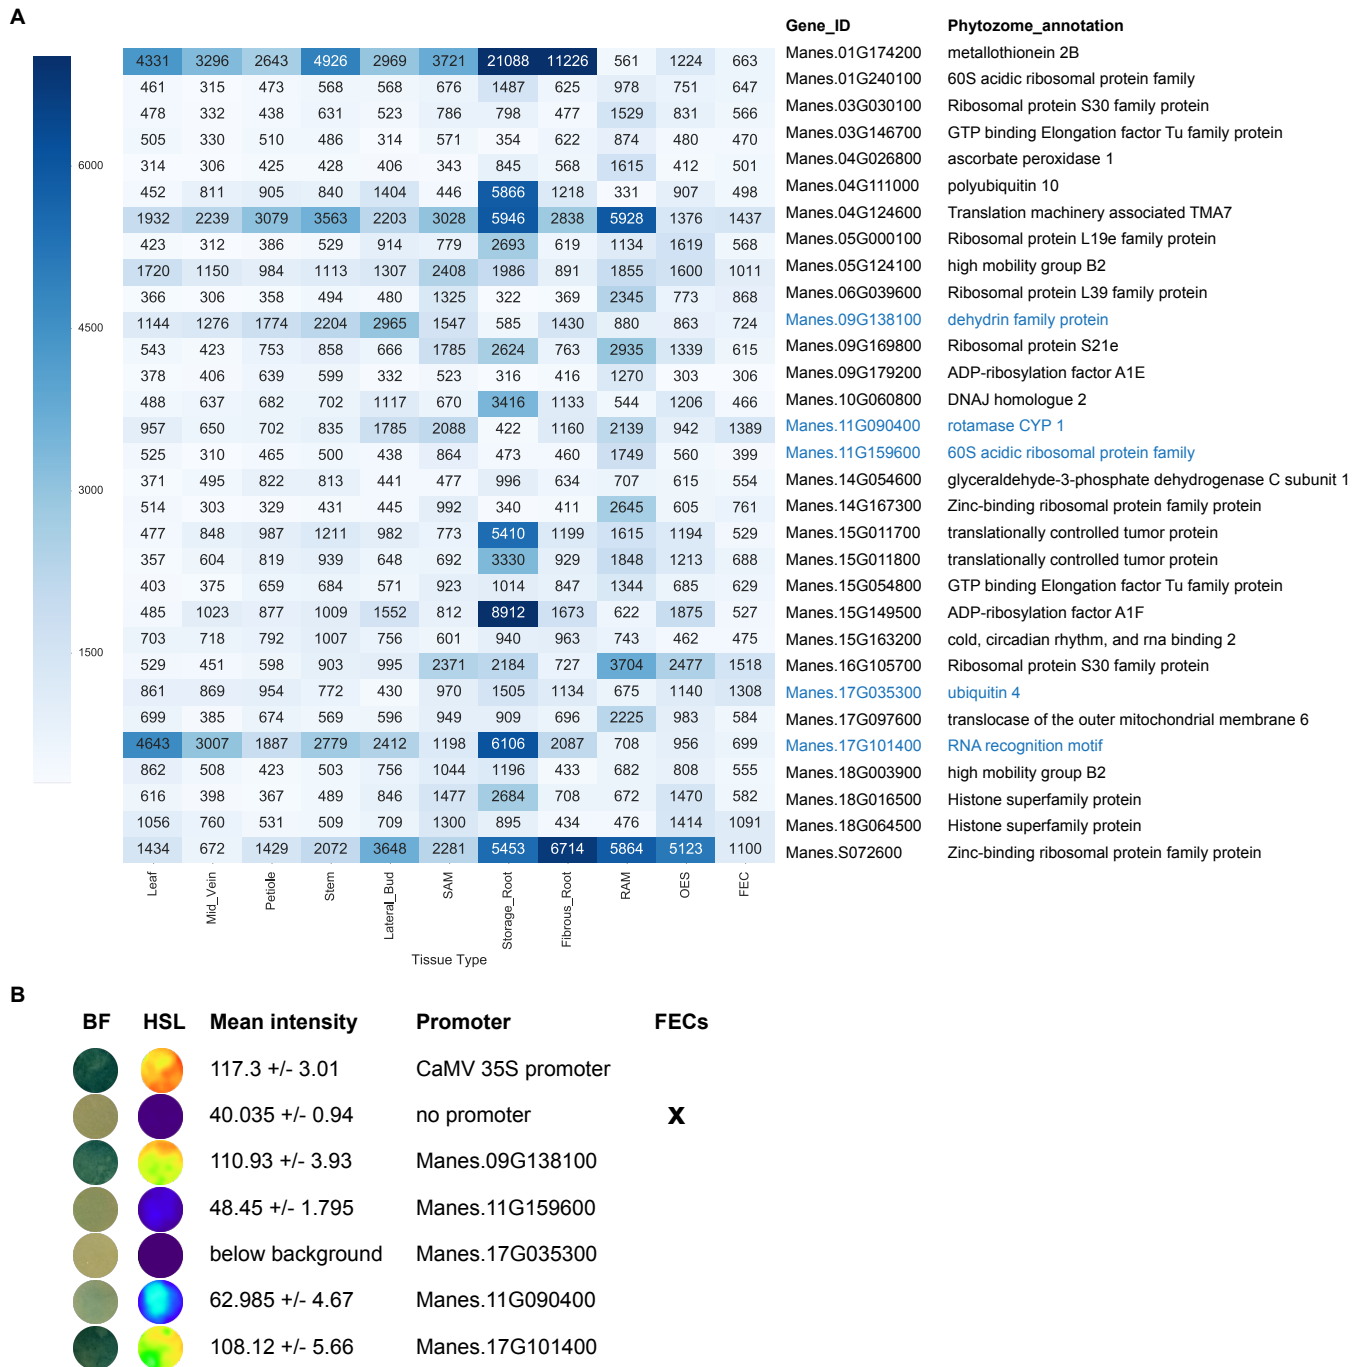 A
Gene_ID Phytozome_annotation
4331 3296 2643 4926 2969 3721 21088 11226 561 1224 663 Manes.01G174200 metallothionein 2B
461 315 473 568 568 676 1487 625 978 751 647 Manes.01G240100 60S acidic ribosomal protein family
478 332 438 631 523 786 798 477 1529 831 566 Manes.03G030100 Ribosomal protein S30 family protein
505 330 510 486 314 571 354 622 874 480 470 Manes.03G146700 GTP binding Elongation factor Tu family protein
6000
314 306 425 428 406 343 845 568 1615 412 501 Manes.04G026800 ascorbate peroxidase 1
452 811 905 840 1404 446 5866 1218 331 907 498 Manes.04G111000 polyubiquitin 10
1932 2239 3079 3563 2203 3028 5946 2838 5928 1376 1437 Manes.04G124600 Translation machinery associated TMA7
423 312 386 529 914 779 2693 619 1134 1619 568 Manes.05G000100 Ribosomal protein L19e family protein
1720 1150 984 1113 1307 2408 1986 891 1855 1600 1011 Manes.05G124100 high mobility group B2
366 306 358 494 480 1325 322 369 2345 773 868 Manes.06G039600 Ribosomal protein L39 family protein
4500
1144 1276 1774 2204 2965 1547 585 1430 880 863 724 Manes.09G138100 dehydrin family protein
543 423 753 858 666 1785 2624 763 2935 1339 615 Manes.09G169800 Ribosomal protein S21e
378 406 639 599 332 523 316 416 1270 303 306 Manes.09G179200 ADP-ribosylation factor A1E
488 637 682 702 1117 670 3416 1133 544 1206 466 Manes.10G060800 DNAJ homologue 2
957 650 702 835 1785 2088 422 1160 2139 942 1389 Manes.11G090400 rotamase CYP 1
525 310 465 500 438 864 473 460 1749 560 399 Manes.11G159600 60S acidic ribosomal protein family
3000
371 495 822 813 441 477 996 634 707 615 554 Manes.14G054600 glyceraldehyde-3-phosphate dehydrogenase C subunit 1
514 303 329 431 445 992 340 411 2645 605 761 Manes.14G167300 Zinc-binding ribosomal protein family protein
477 848 987 1211 982 773 5410 1199 1615 1194 529 Manes.15G011700 translationally controlled tumor protein
357 604 819 939 648 692 3330 929 1848 1213 688 Manes.15G011800 translationally controlled tumor protein
403 375 659 684 571 923 1014 847 1344 685 629 Manes.15G054800 GTP binding Elongation factor Tu family protein
485 1023 877 1009 1552 812 8912 1673 622 1875 527 Manes.15G149500 ADP-ribosylation factor A1F
703 718 792 1007 756 601 940 963 743 462 475 Manes.15G163200 cold, circadian rhythm, and rna binding 2
1500
529 451 598 903 995 2371 2184 727 3704 2477 1518 Manes.16G105700 Ribosomal protein S30 family protein
861 869 954 772 430 970 1505 1134 675 1140 1308 Manes.17G035300 ubiquitin 4
699 385 674 569 596 949 909 696 2225 983 584 Manes.17G097600 translocase of the outer mitochondrial membrane 6
4643 3007 1887 2779 2412 1198 6106 2087 708 956 699 Manes.17G101400 RNA recognition motif
862 508 423 503 756 1044 1196 433 682 808 555 Manes.18G003900 high mobility group B2
616 398 367 489 846 1477 2684 708 672 1470 582 Manes.18G016500 Histone superfamily protein
1056 760 531 509 709 1300 895 434 476 1414 1091 Manes.18G064500 Histone superfamily protein
1434 672 1429 2072 3648 2281 5453 6714 5864 5123 1100 Manes.S072600 Zinc-binding ribosomal protein family protein
Leaf Mid_Vein Petiole Stem Lateral_Bud SAM Storage_Root Fibrous_Root RAM OES FEC
Tissue Type
B
BF HSL Mean intensity Promoter FECs
117.3 +/- 3.01 CaMV 35S promoter
40.035 +/- 0.94 no promoter X
110.93 +/- 3.93 Manes.09G138100
48.45 +/- 1.795 Manes.11G159600
below background Manes.17G035300
62.985 +/- 4.67 Manes.11G090400
108.12 +/- 5.66 Manes.17G101400